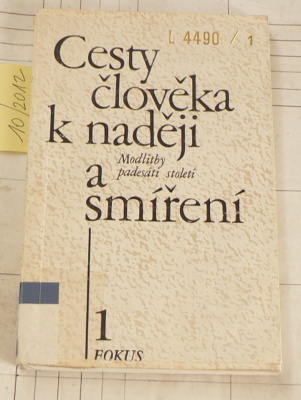 L 4490 / 1
10/2012
Cesty
člověka
k naději
Modlitby
padesáti století
a
smíření
1
FOKUS